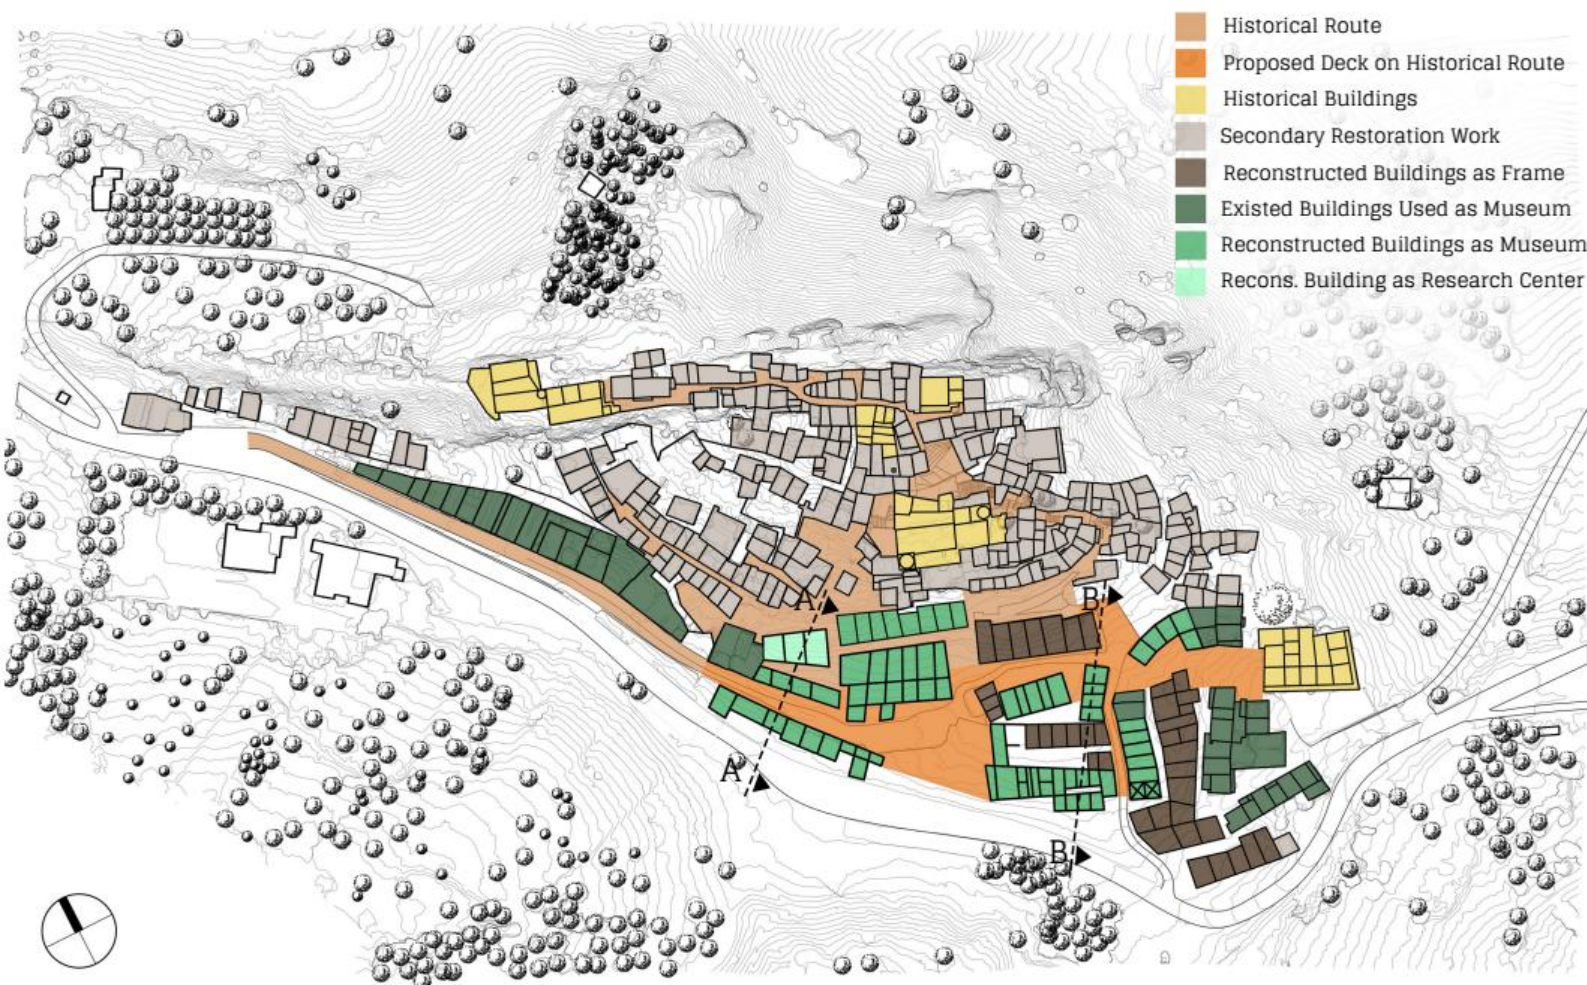 Historical Route
Proposed Deck on Historical Route
Historical Buildings
Secondary Restoration Work
Reconstructed Buildings as Frame
Existed Buildings Used as Museum
Reconstructed Buildings as Museum
Recons. Building as Research Center
A
B
A
B